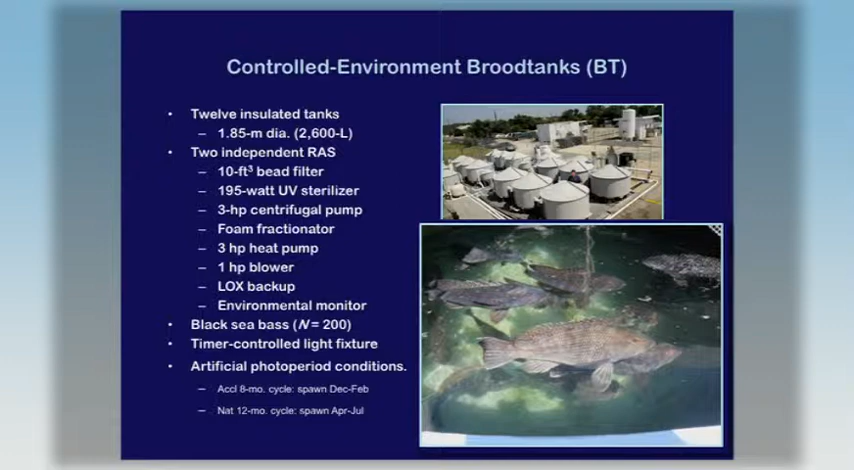 Controlled-Environment Broodtanks (BT)
• Twelve insulated tanks
– 1.85-m dia. (2,600-L)
• Two independent RAS
– 10-ft³ bead filter
– 195-watt UV sterilizer
– 3-hp centrifugal pump
– Foam fractionator
– 3 hp heat pump
– 1 hp blower
– LOX backup
– Environmental monitor
• Black sea bass (N = 200)
• Timer-controlled light fixture
• Artificial photoperiod conditions.
– Accl 8-mo. cycle: spawn Dec-Feb
– Nat 12-mo. cycle: spawn Apr-Jul